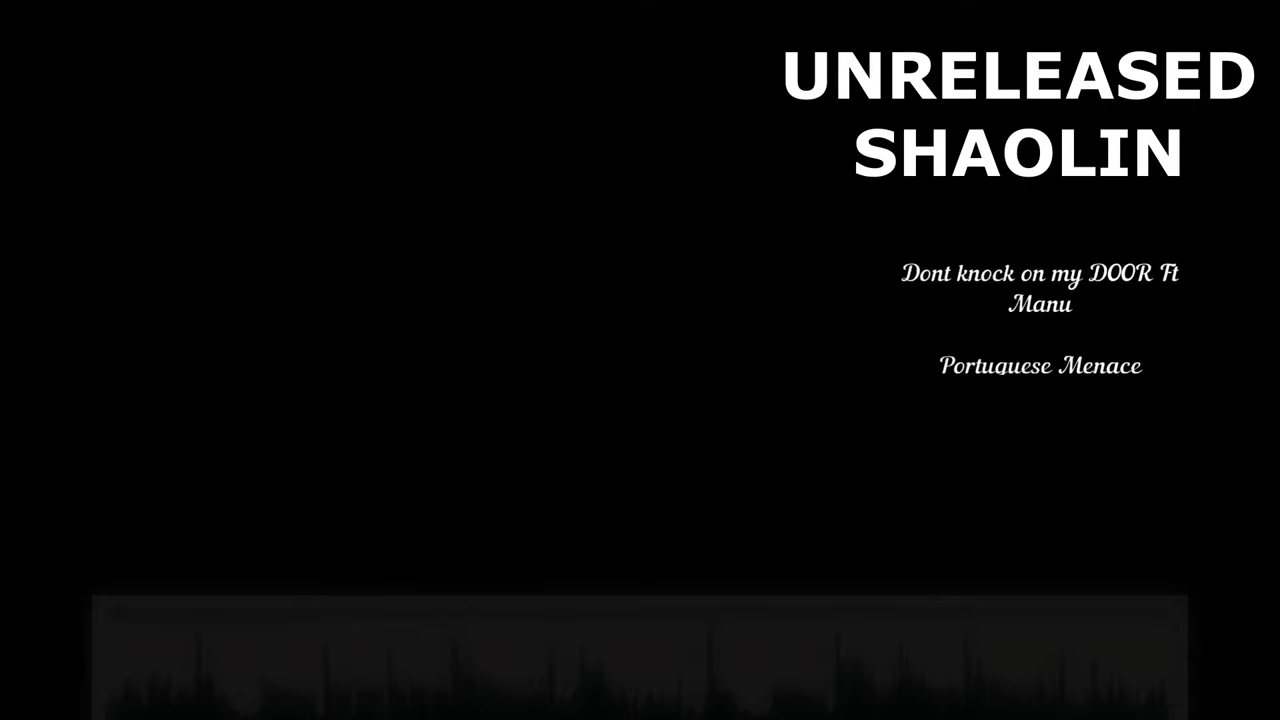 UNRELEASED
SHAOLIN
Dont knock on my DOOR Ft
Manu
Portuguese Menace